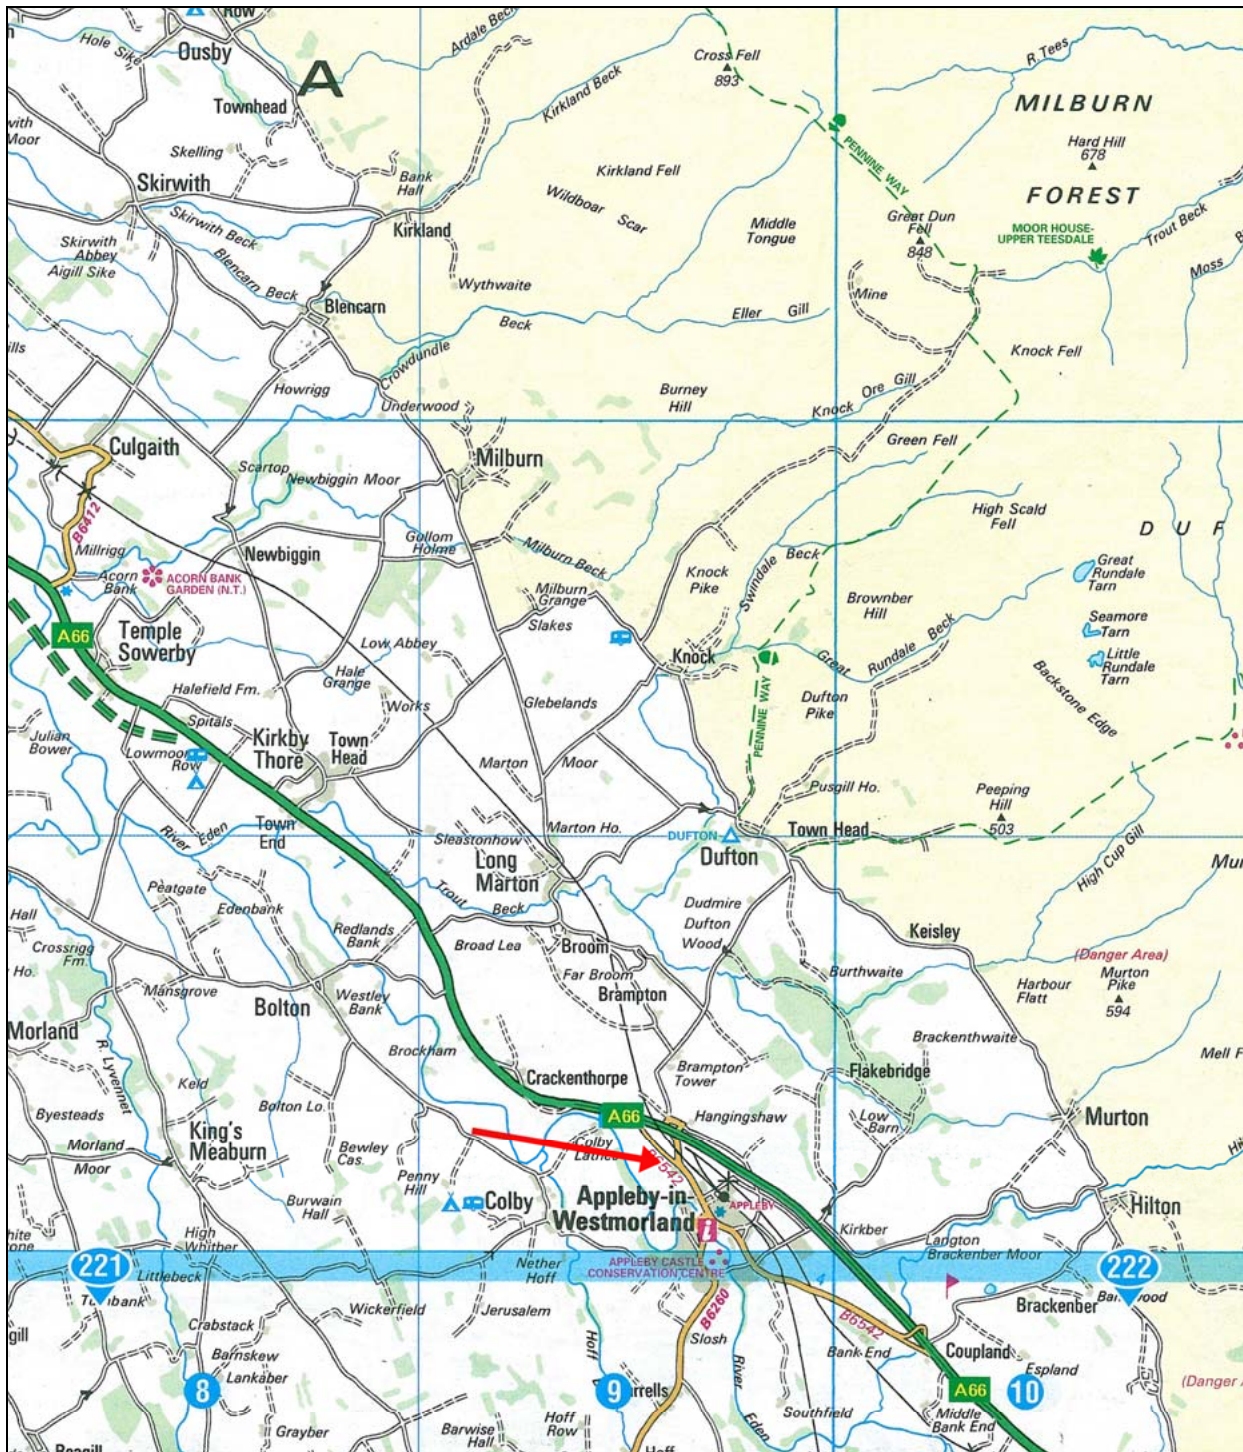 Row
Ousby
Hole Sike
Ardale Beck
A
Townhead
Cross Fell
893
R. Tees
MILBURN
with
Moor
Skelling
Kirkland Beck
Hard Hill
678
Skirwith
Bank
Hall
Kirkland Fell
PENNINE WAY
FOREST
Skirwith Beck
Kirkland
Wildboar Scar
Middle
Tongue
Great Dun
Fell
848
MOOR HOUSE-
UPPER TEESDALE
Trout Beck
Moss
Skirwith
Abbey
Aigill Sike
Blencarn Beck
Wythwaite
Mine
Blencarn
Beck
Eller Gill
ills
Crowdundle
Knock Fell
Howrigg
Underwood
Burney
Hill
Knock Ore Gill
Culgaith
Green Fell
Scartop
Newbiggin Moor
Milburn
High Scald
Fell
D U F
B6412
Millrigg
Newbiggin
Gollom
Holme
Milburn Beck
Knock
Pike
Swindale Beck
Great
Rundale
Tarn
Acorn
Bank
ACORN BANK
GARDEN (N.T.)
Milburn
Grange
Slakes
Brownber
Hill
Seamore
Tarn
A66
Temple
Sowerby
Low Abbey
Knock
Great Rundale Beck
Little
Rundale
Tarn
Hale
Grange
Halefield Fm.
Works
Glebelands
PENNINE WAY
Dufton
Pike
Backstone Edge
Spitals
Julian
Bower
Lowmoor
Row
Kirkby
Thore
Town
Head
Marton
Moor
Pusgill Ho.
Peeping
Hill
503
River Eden
Town
End
7
Sleastonhow
Marton Ho.
DUFTON
Town Head
Dufton
High Cup Gill
Mur
Long
Marton
Peatgate
Edenbank
Trout
Beck
Dudmire
Hall
Redlands
Bank
Broad Lea
Broom
Dufton
Wood
Keisley
Crossrigg
Fm.
Ho.
Mansgrove
Westley
Bank
Far Broom
Brampton
Burthwaite
(Danger Area)
Murton
Pike
594
Harbour
Flatt
Bolton
Morland
R. Lyvennet
Brockham
Brackenthwaite
Mell F
Keld
Crackenthorpe
Brampton
Tower
Flakebridge
Byesteads
Bolton Lo.
A66
Hangingshaw
Low
Barn
Murton
King's
Meaburn
Morland
Moor
Bewley
Cas.
Colby
B6542
Penny
Hill
Burwain
Hall
Colby
Appleby-in-
Westmorland
APPLEBY
Hilton
High
Whitber
Kirkber
Langton
Brackenber Moor
221
Littlebeck
Nether
Hoff
APPLEBY CASTLE
CONSERVATION CENTRE
4
222
Wickerfield
Jerusalem
B6260
B6542
Brackenber
gill
Crabstack
Slosh
Bank End
Coupland
Barnskew
Lankaber
Hoff
Espland
8
9
River
Eden
A66
10
(Danger A
Grayber
Barwise
Hall
Hoff
Row
Southfield
Middle
Bank End
Reagill
Hoff